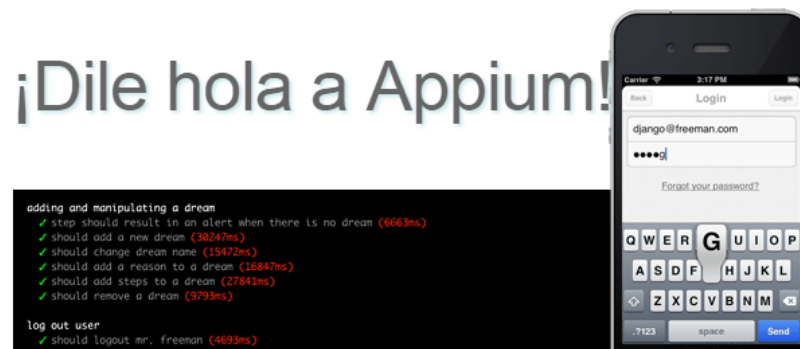 ¡Dile hola a Appium!
adding and manipulating a dream
✓ step should result in an alert when there is no dream (6663ms)
✓ should add a new dream (30247ms)
✓ should change dream name (15472ms)
✓ should add a reason to a dream (16847ms)
✓ should add steps to a dream (27841ms)
✓ should remove a dream (9793ms)
log out user
✓ should logout mr. freeman (4693ms)
Carrier 3:17 PM
Back Login Login
django@freeman.com
●●●●g
Forgot your password?
Q W E R G U I O P
A S D F H J K L
Z X C V B N M
.?123 space Send